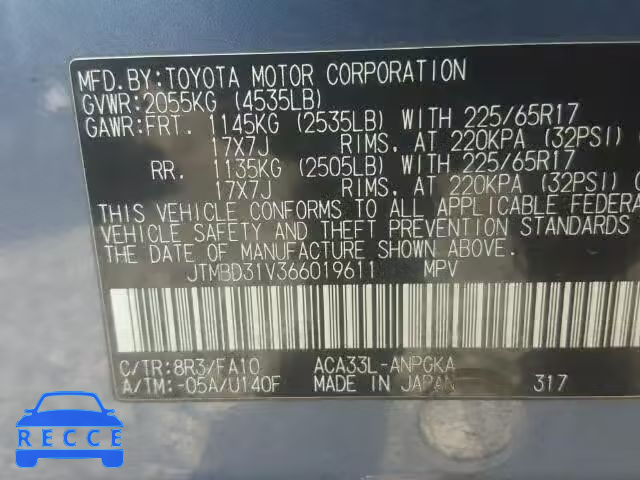 MFD.BY:TOYOTA MOTOR CORPORATION
GVWR:2055KG (4535LB)
GAWR:FRT. 1145KG (2535LB) WITH 225/65R17
17X7J RIMS, AT 220KPA (32PSI) (
RR. 1135KG (2505LB) WITH 225/65R17
17X7J RIMS, AT 220KPA (32PSI) (
THIS VEHICLE CONFORMS TO ALL APPLICABLE FEDERA
VEHICLE SAFETY AND THEFT PREVENTION STANDARDS
THE DATE OF MANUFACTURE SHOWN ABOVE.
JTMBD31V366019611 MPV
C/TR:8R3/FA10 ACA33L-ANPGKA
A/TM:-05A/U140F MADE IN JAPAN 317
RECCE